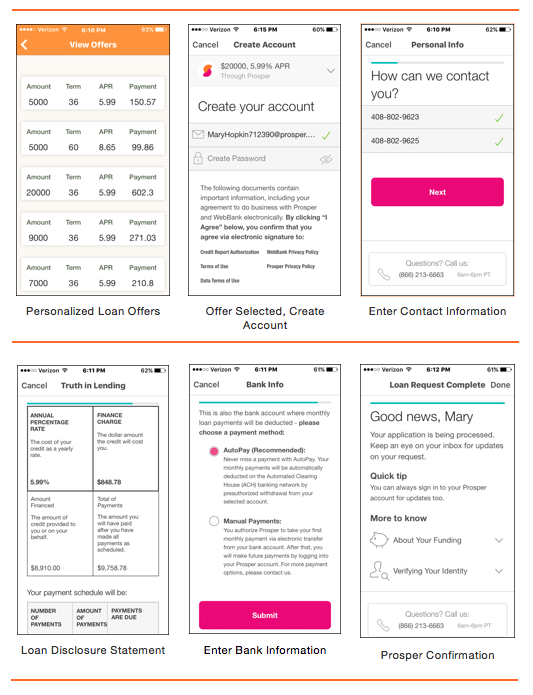 ●●●○○ Verizon 6:10 PM 63%
View Offers
Amount Term APR Payment
5000 36 5.99 150.57
Amount Term APR Payment
5000 60 8.65 99.86
Amount Term APR Payment
20000 36 5.99 602.3
Amount Term APR Payment
9000 36 5.99 271.03
Amount Term APR Payment
7000 36 5.99 210.8
Personalized Loan Offers
●●●○○ Verizon 6:15 PM 60%
Cancel Create Account
$20000, 5.99% APR
Through Prosper
Create your account
MaryHopkin712390@prosper....
Create Password
The following documents contain
important information, including your
agreement to do business with Prosper
and WebBank electronically. By clicking "I
Agree" below, you confirm that you
agree via electronic signature to:
Credit Report Authorization WebBank Privacy Policy
Terms of Use Prosper Privacy Policy
Data Terms of Use
Offer Selected, Create
Account
●●●○○ Verizon 6:10 PM 62%
Cancel Personal Info
How can we contact
you?
408-802-9623
408-802-9625
Next
Questions? Call us:
(866) 213-6663 6am-6pm PT
Enter Contact Information
●●●○○ Verizon 6:11 PM 62%
Cancel Truth in Lending
ANNUAL
PERCENTAGE
RATE
The cost of your
credit as a yearly
rate.
5.99%
FINANCE
CHARGE
The dollar amount
the credit will cost
you.
$848.78
Amount
Financed
The amount of
credit provided to
you or on your
behalf.
$8,910.00
Total of
Payments
The amount you
will have paid
after you have
made all
payments as
scheduled.
$9,758.78
Your payment schedule will be:
NUMBER
OF
PAYMENTS
AMOUNT
OF
PAYMENTS
PAYMENTS
ARE DUE
Loan Disclosure Statement
●●●○○ Verizon 6:11 PM 61%
Cancel Bank Info
This is also the bank account where monthly
loan payments will be deducted - please
choose a payment method:
AutoPay (Recommended):
Never miss a payment with AutoPay. Your
monthly payments will be automatically
deducted on the Automated Clearing
House (ACH) banking network by
preauthorized withdrawal from your
selected account.
Manual Payments:
You authorize Prosper to take your first
monthly payment via electronic transfer
from your bank account. After that, you
will make future payments by logging into
your Prosper account. For more payment
options, please contact us.
Submit
Enter Bank Information
●●●○○ Verizon 6:12 PM 61%
Loan Request Complete Done
Good news, Mary
Your application is being processed.
Keep an eye on your inbox for updates
on your request.
Quick tip
You can always sign in to your Prosper
account for updates too.
More to know
About Your Funding
Verifying Your Identity
Questions? Call us:
(866) 213-6663 6am-6pm PT
Prosper Confirmation